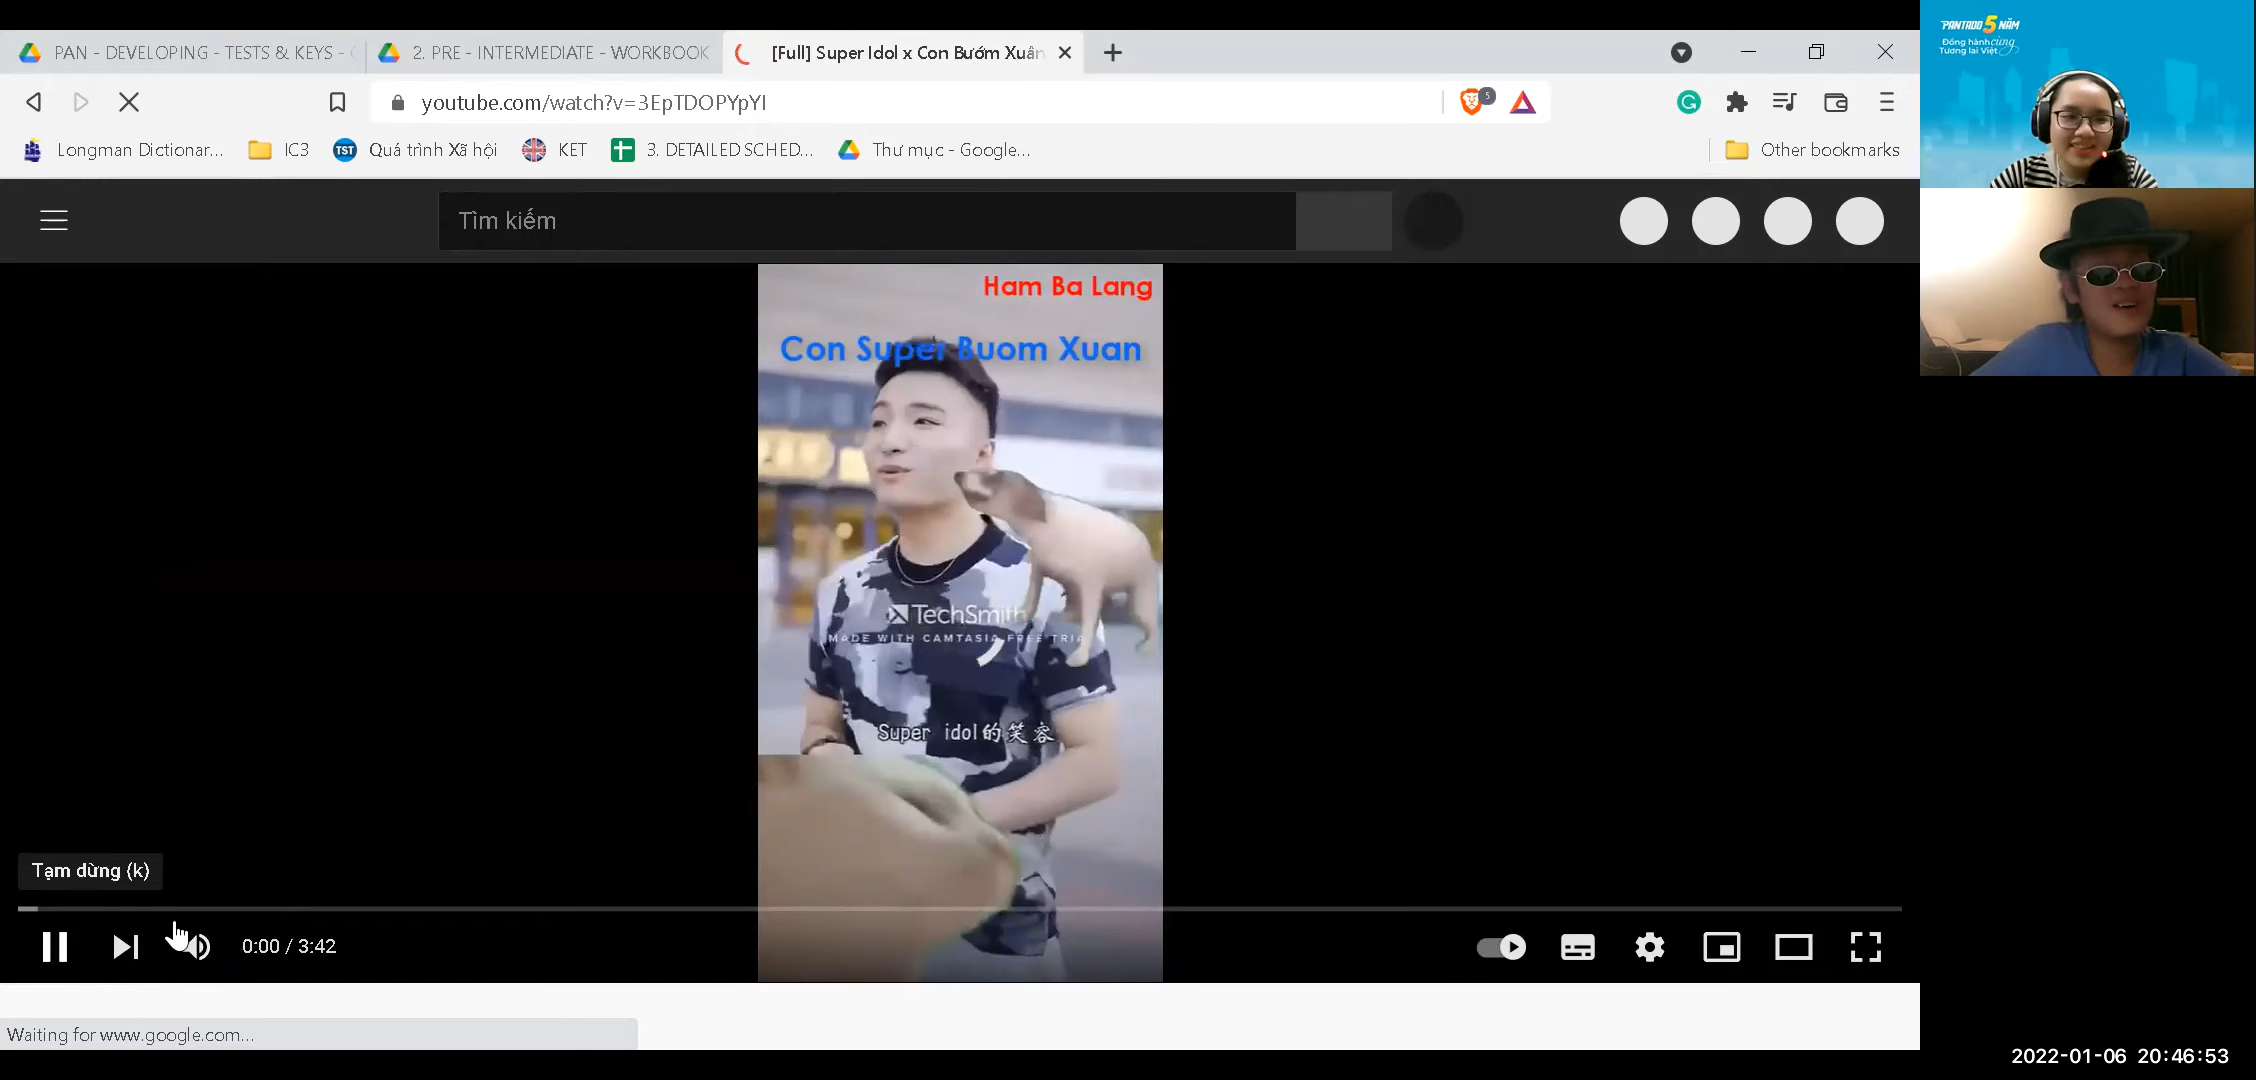 PAN - DEVELOPING - TESTS & KEYS -
2. PRE - INTERMEDIATE - WORKBOOK
[Full] Super Idol x Con Bướm Xuân
youtube.com/watch?v=3EpTDOPYpYI
5
Longman Dictionar...
IC3
TST
Quá trình Xã hội
KET
3. DETAILED SCHED...
Thư mục - Google...
Other bookmarks
Tìm kiếm
Ham Ba Lang
Con Super Buom Xuan
TechSmith
MADE WITH CAMTASIA FREE TRIA
Super idol的笑容
Tạm dừng (k)
0:00 / 3:42
Waiting for www.google.com...
PANTADO 5 NĂM
Đồng hành cùng
Tương lai Việt
2022-01-06 20:46:53